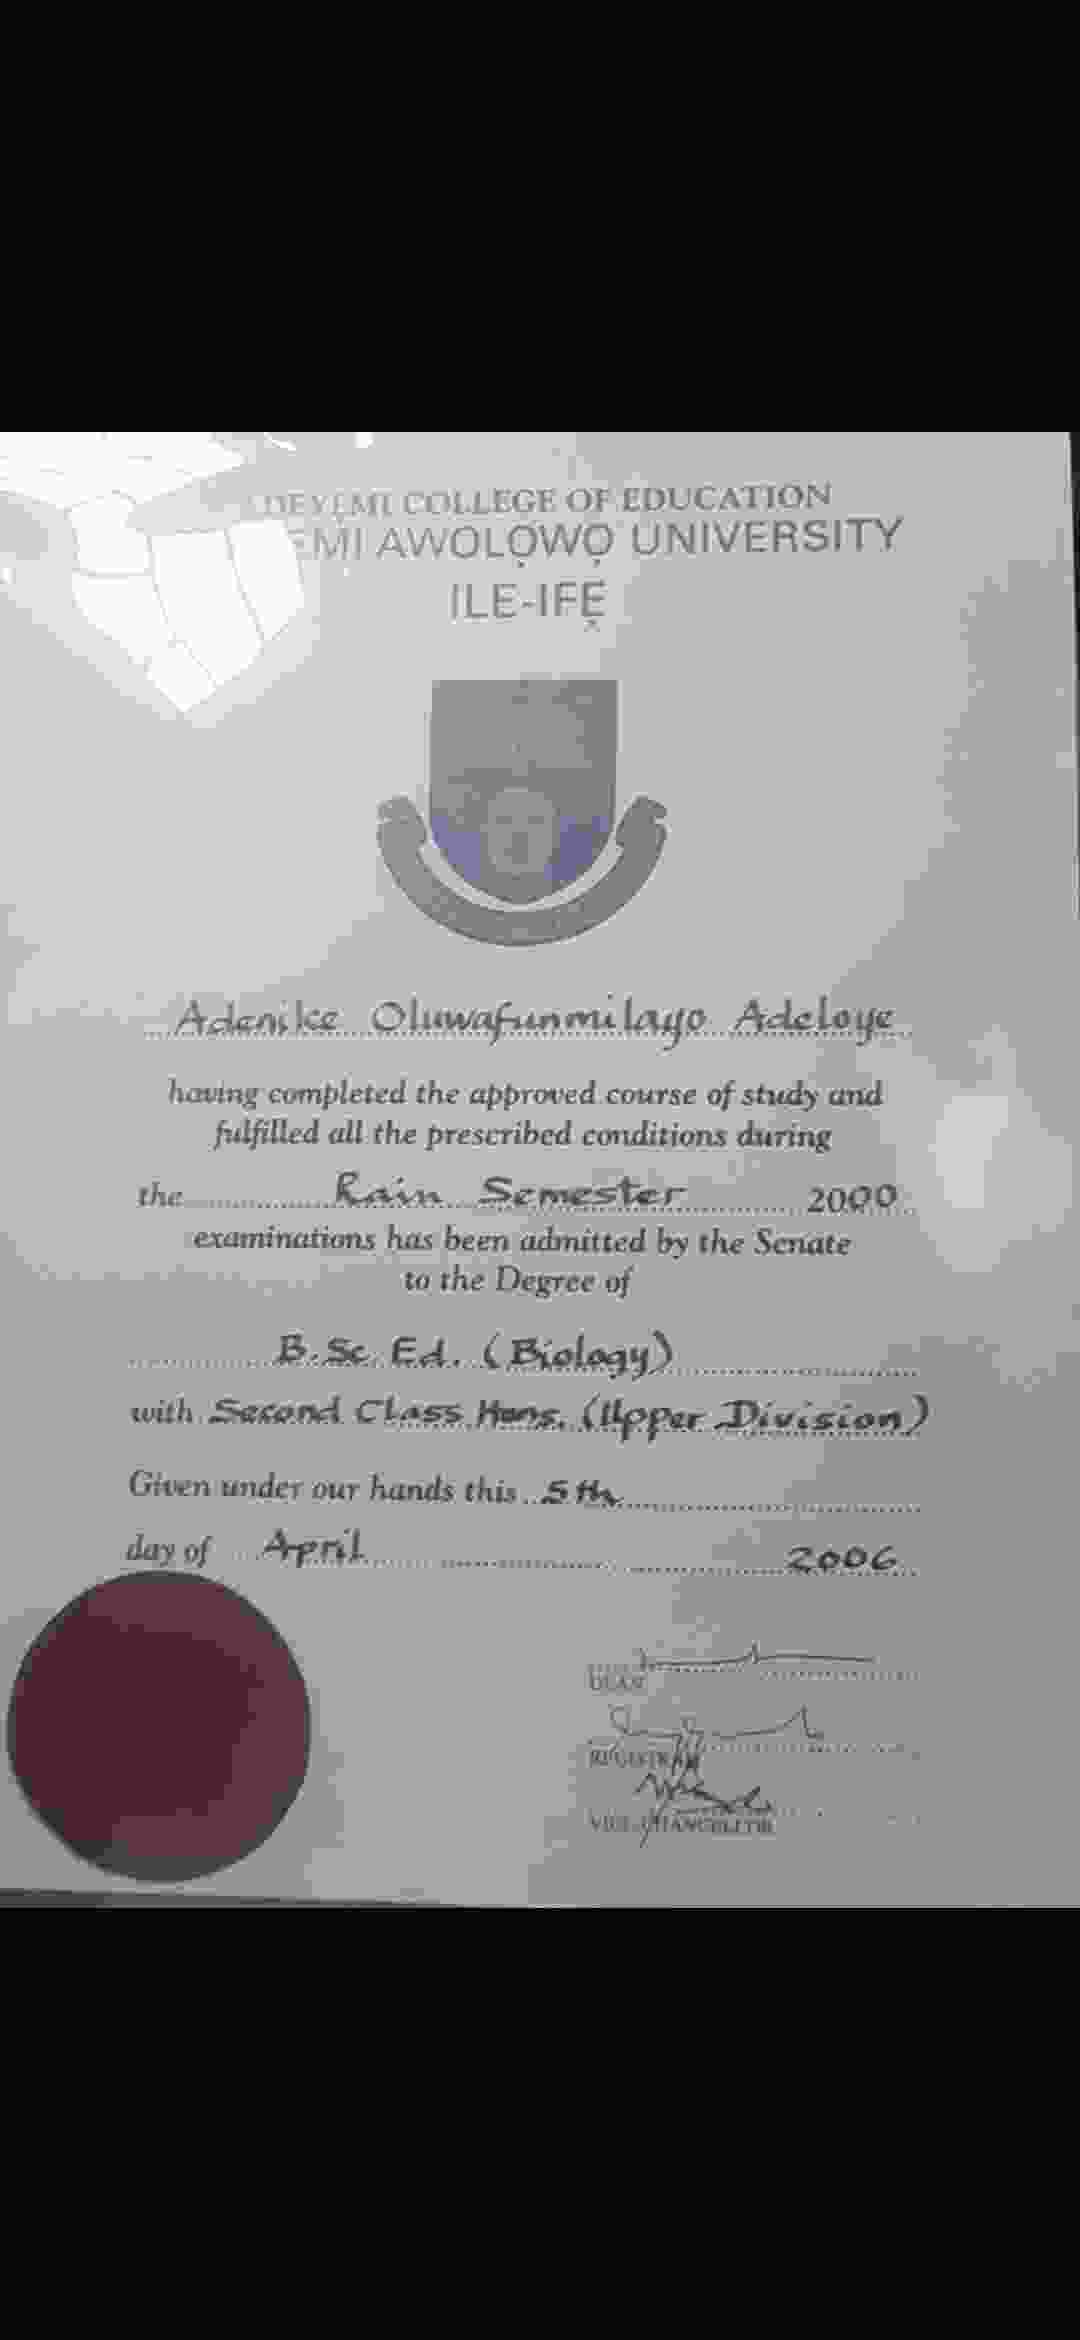 DEYEMI COLLEGE OF EDUCATION
EMI AWOLỌWỌ UNIVERSITY
ILE-IFẸ
Adenike Oluwafunmilayo Adeloye
having completed the approved course of study and
fulfilled all the prescribed conditions during
the Rain Semester 2000
examinations has been admitted by the Senate
to the Degree of
B.Sc. Ed. (Biology)
with Second Class Hons. (Upper Division)
Given under our hands this 5th
day of April 2006
DEAN
REGISTRAR
VICE-CHANCELLOR